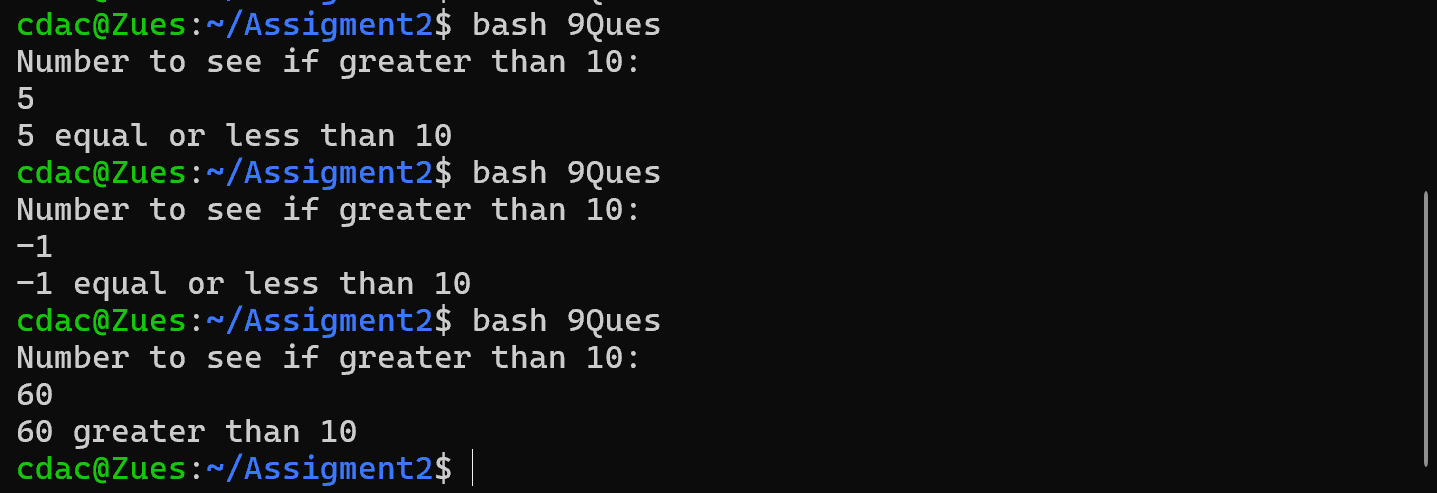 cdac@Zues:~/Assigment2$ bash 9Ques
Number to see if greater than 10:
5
5 equal or less than 10
cdac@Zues:~/Assigment2$ bash 9Ques
Number to see if greater than 10:
-1
-1 equal or less than 10
cdac@Zues:~/Assigment2$ bash 9Ques
Number to see if greater than 10:
60
60 greater than 10
cdac@Zues:~/Assigment2$